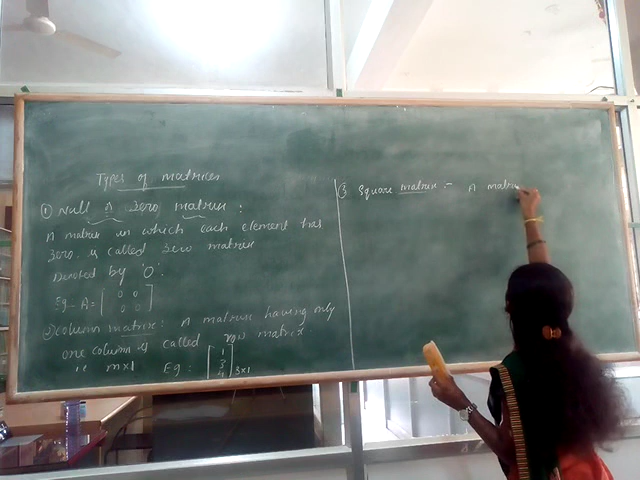 Types of matrices
① Null A zero matrix :
A matrix in which each element has
zero. is called zero matrix
Denoted by 'O'.
Eg - A = [ 0 0
0 0 ]
② column matrix : A matrix having only
one column is called row matrix.
i.e m×1 Eg : [ 1
3
4 ] 3×1
③ Square matrix :- A matrix